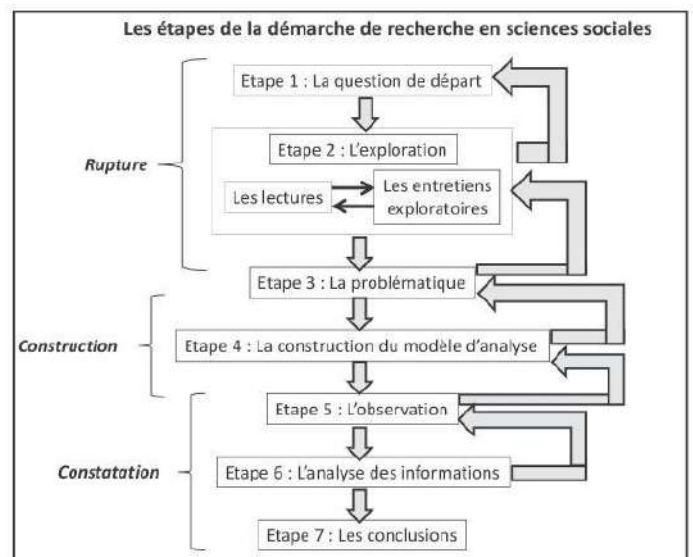 Les étapes de la démarche de recherche en sciences sociales
Etape 1 : La question de départ
Rupture
Etape 2 : L'exploration
Les lectures
Les entretiens
exploratoires
Etape 3 : La problématique
Construction
Etape 4 : La construction du modèle d'analyse
Etape 5 : L'observation
Constatation
Etape 6 : L'analyse des informations
Etape 7 : Les conclusions